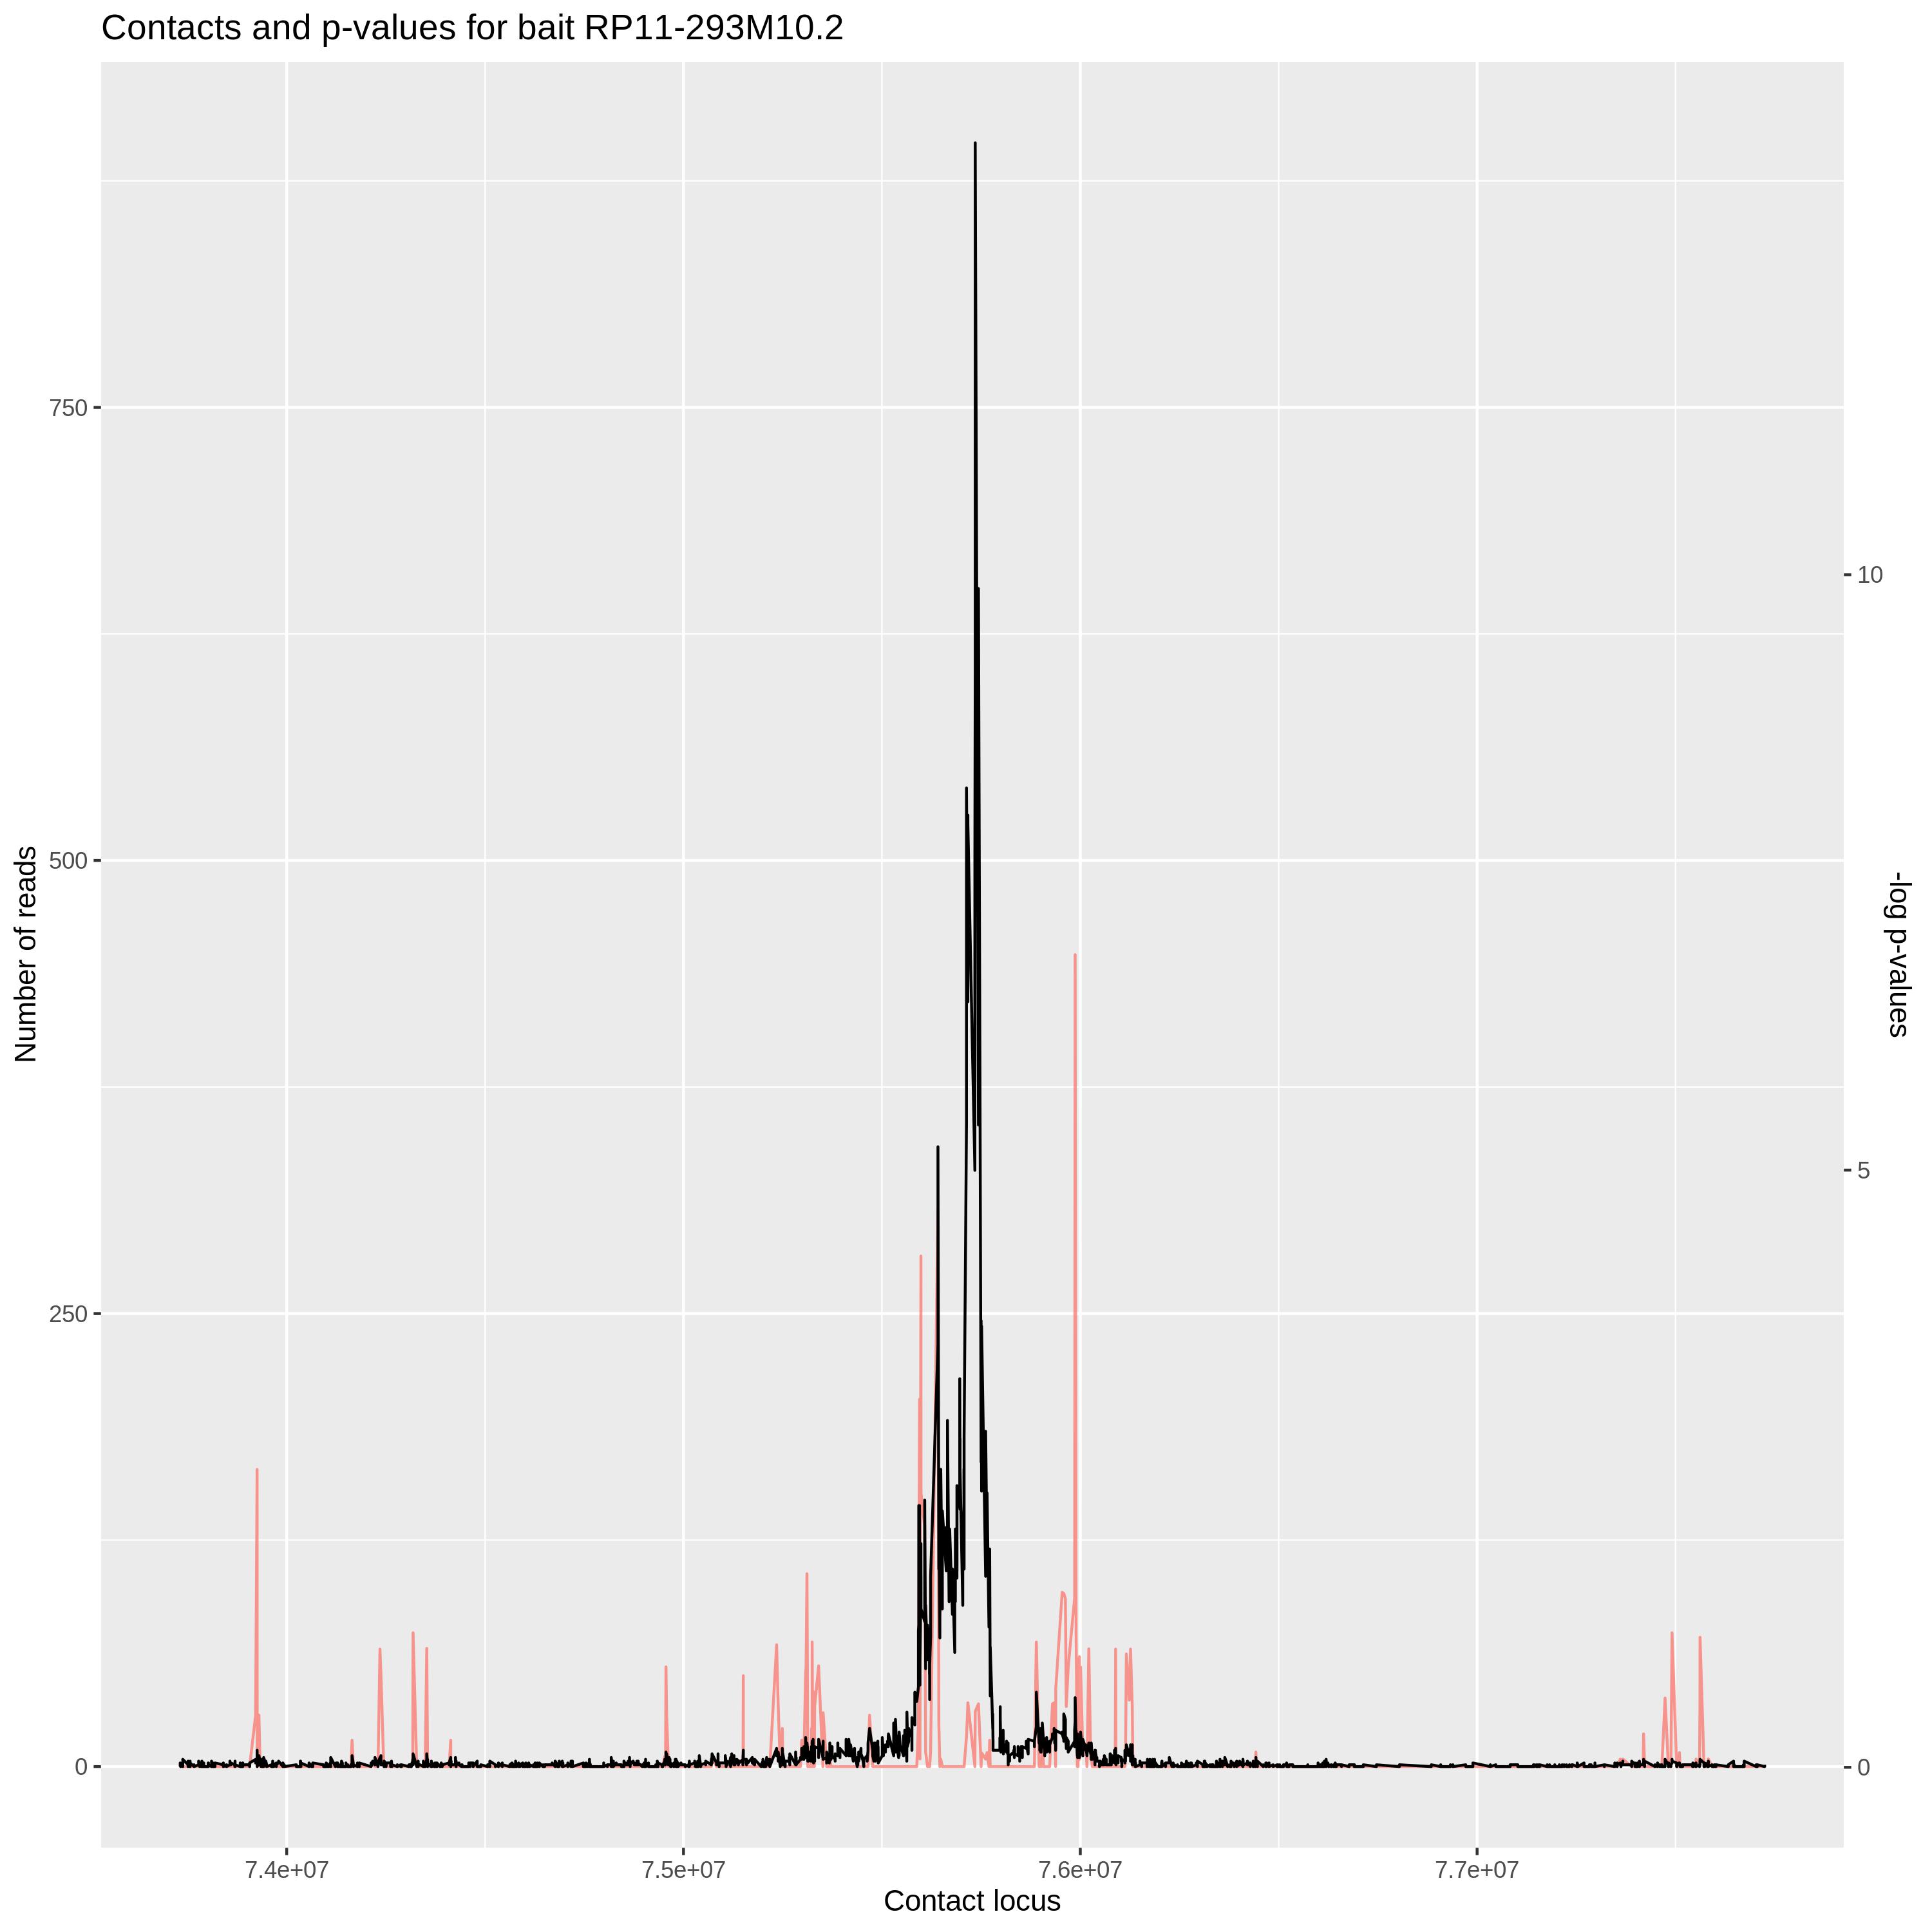 Contacts and p-values for bait RP11-293M10.2
750
500
250
0
Number of reads
10
5
0
-log p-values
7.4e+07
7.5e+07
7.6e+07
7.7e+07
Contact locus